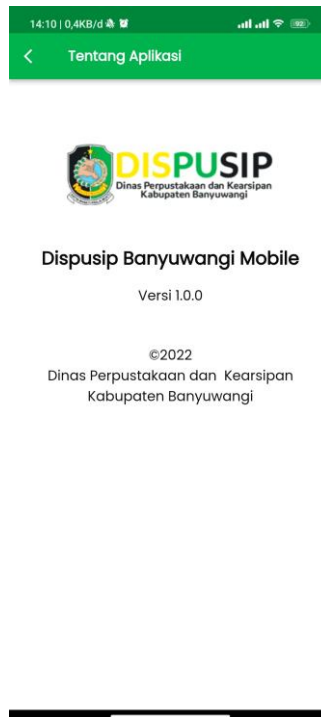 14:10 | 0,4KB/d
92
Tentang Aplikasi
DISPUSIP
Dinas Perpustakaan dan Kearsipan
Kabupaten Banyuwangi
Dispusip Banyuwangi Mobile
Versi 1.0.0
©2022
Dinas Perpustakaan dan Kearsipan
Kabupaten Banyuwangi